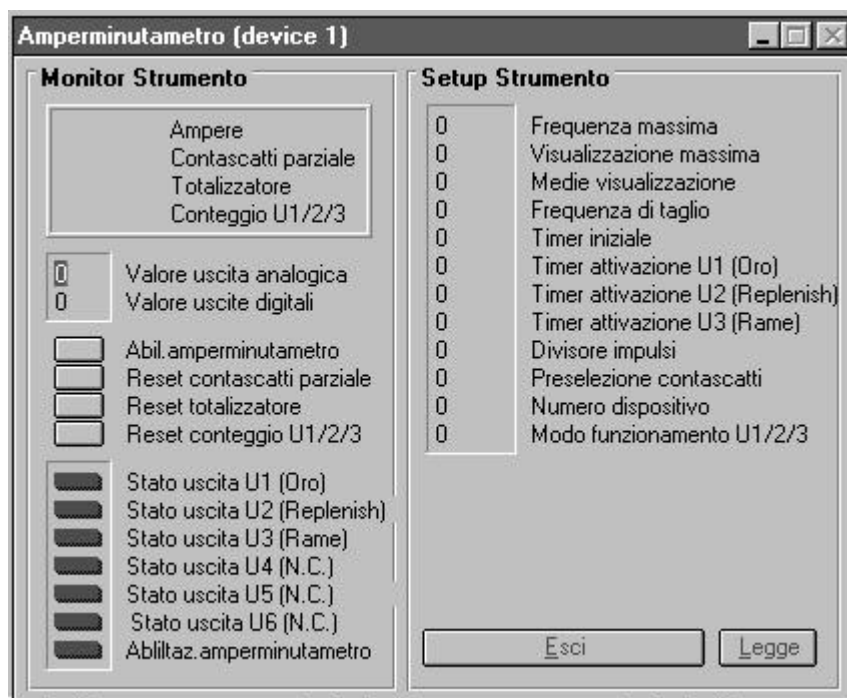 Amperminutametro (device 1)
Monitor Strumento
Ampere
Contascatti parziale
Totalizzatore
Conteggio U1/2/3
0 Valore uscita analogica
0 Valore uscite digitali
Abil.amperminutametro
Reset contascatti parziale
Reset totalizzatore
Reset conteggio U1/2/3
Stato uscita U1 (Oro)
Stato uscita U2 (Replenish)
Stato uscita U3 (Rame)
Stato uscita U4 (N.C.)
Stato uscita U5 (N.C.)
Stato uscita U6 (N.C.)
Abliltaz.amperminutametro
Setup Strumento
0 Frequenza massima
0 Visualizzazione massima
0 Medie visualizzazione
0 Frequenza di taglio
0 Timer iniziale
0 Timer attivazione U1 (Oro)
0 Timer attivazione U2 (Replenish)
0 Timer attivazione U3 (Rame)
0 Divisore impulsi
0 Preselezione contascatti
0 Numero dispositivo
0 Modo funzionamento U1/2/3
Esci
Legge